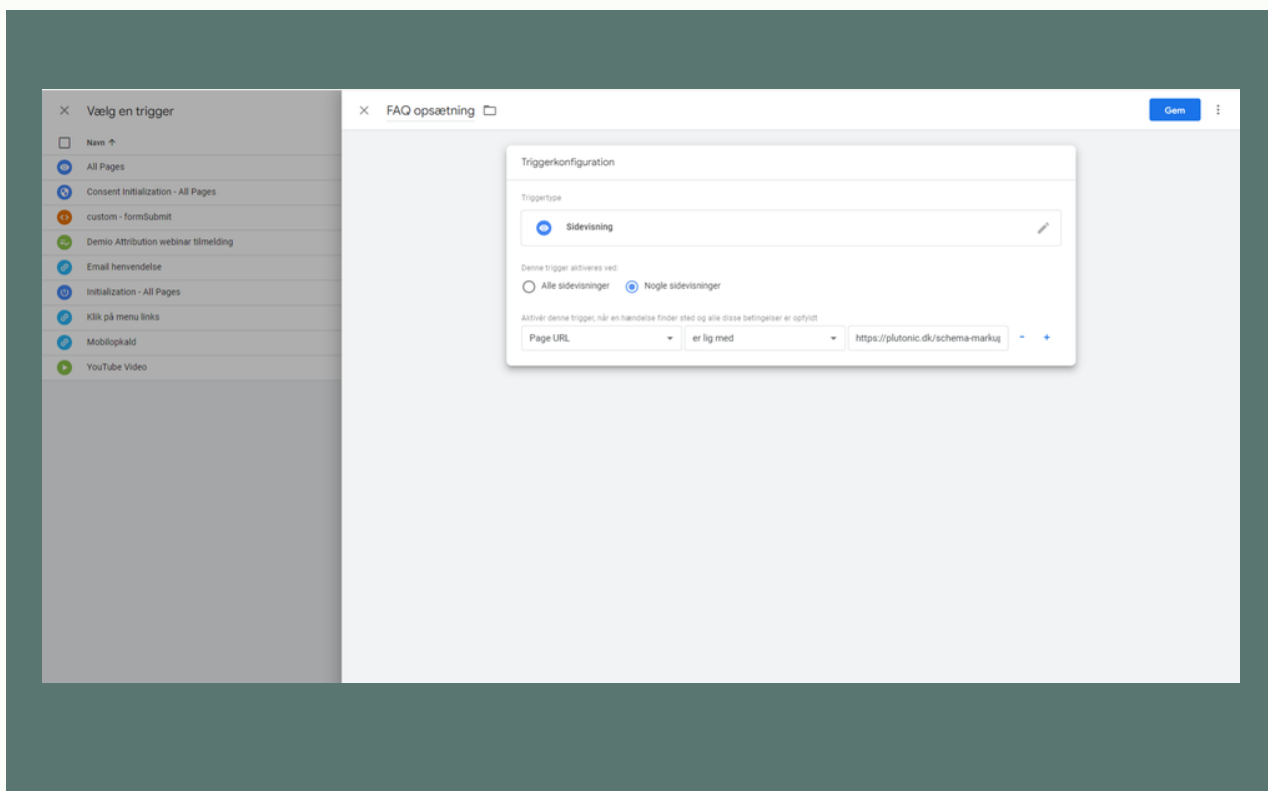 Vælg en trigger
Navn ↑
All Pages
Consent Initialization - All Pages
custom - formSubmit
Demio Attribution webinar tilmelding
Email henvendelse
Initialization - All Pages
Klik på menu links
Mobilopkald
YouTube Video
FAQ opsætning
Gem
Triggerkonfiguration
Triggertype
Sidevisning
Denne trigger aktiveres ved:
Alle sidevisninger Nogle sidevisninger
Aktivér denne trigger, når en hændelse finder sted og alle disse betingelser er opfyldt
Page URL er lig med https://plutonic.dk/schema-markup - +